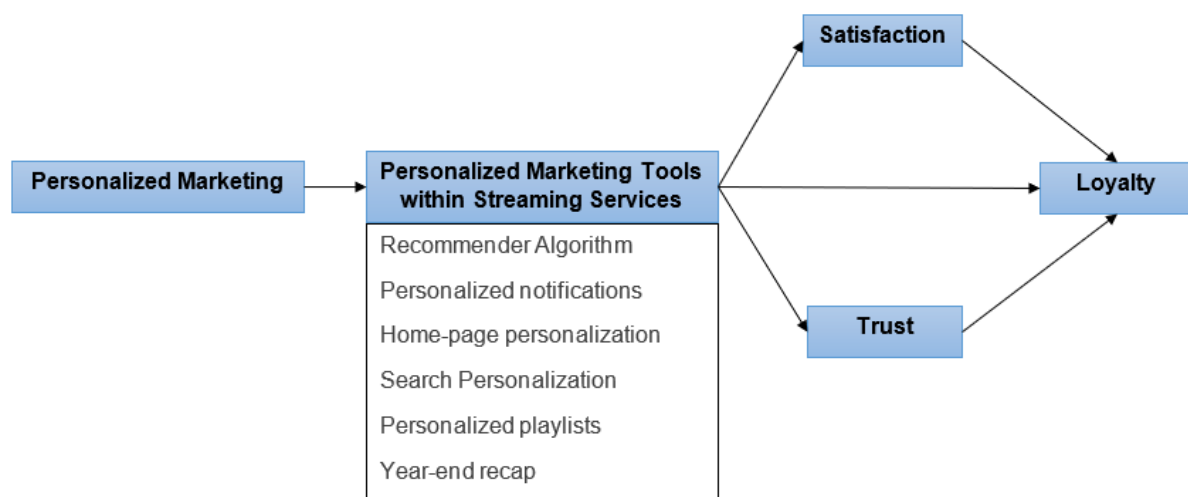 Satisfaction
Personalized Marketing
Personalized Marketing Tools
within Streaming Services
Loyalty
Recommender Algorithm
Personalized notifications
Home-page personalization
Search Personalization
Personalized playlists
Year-end recap
Trust